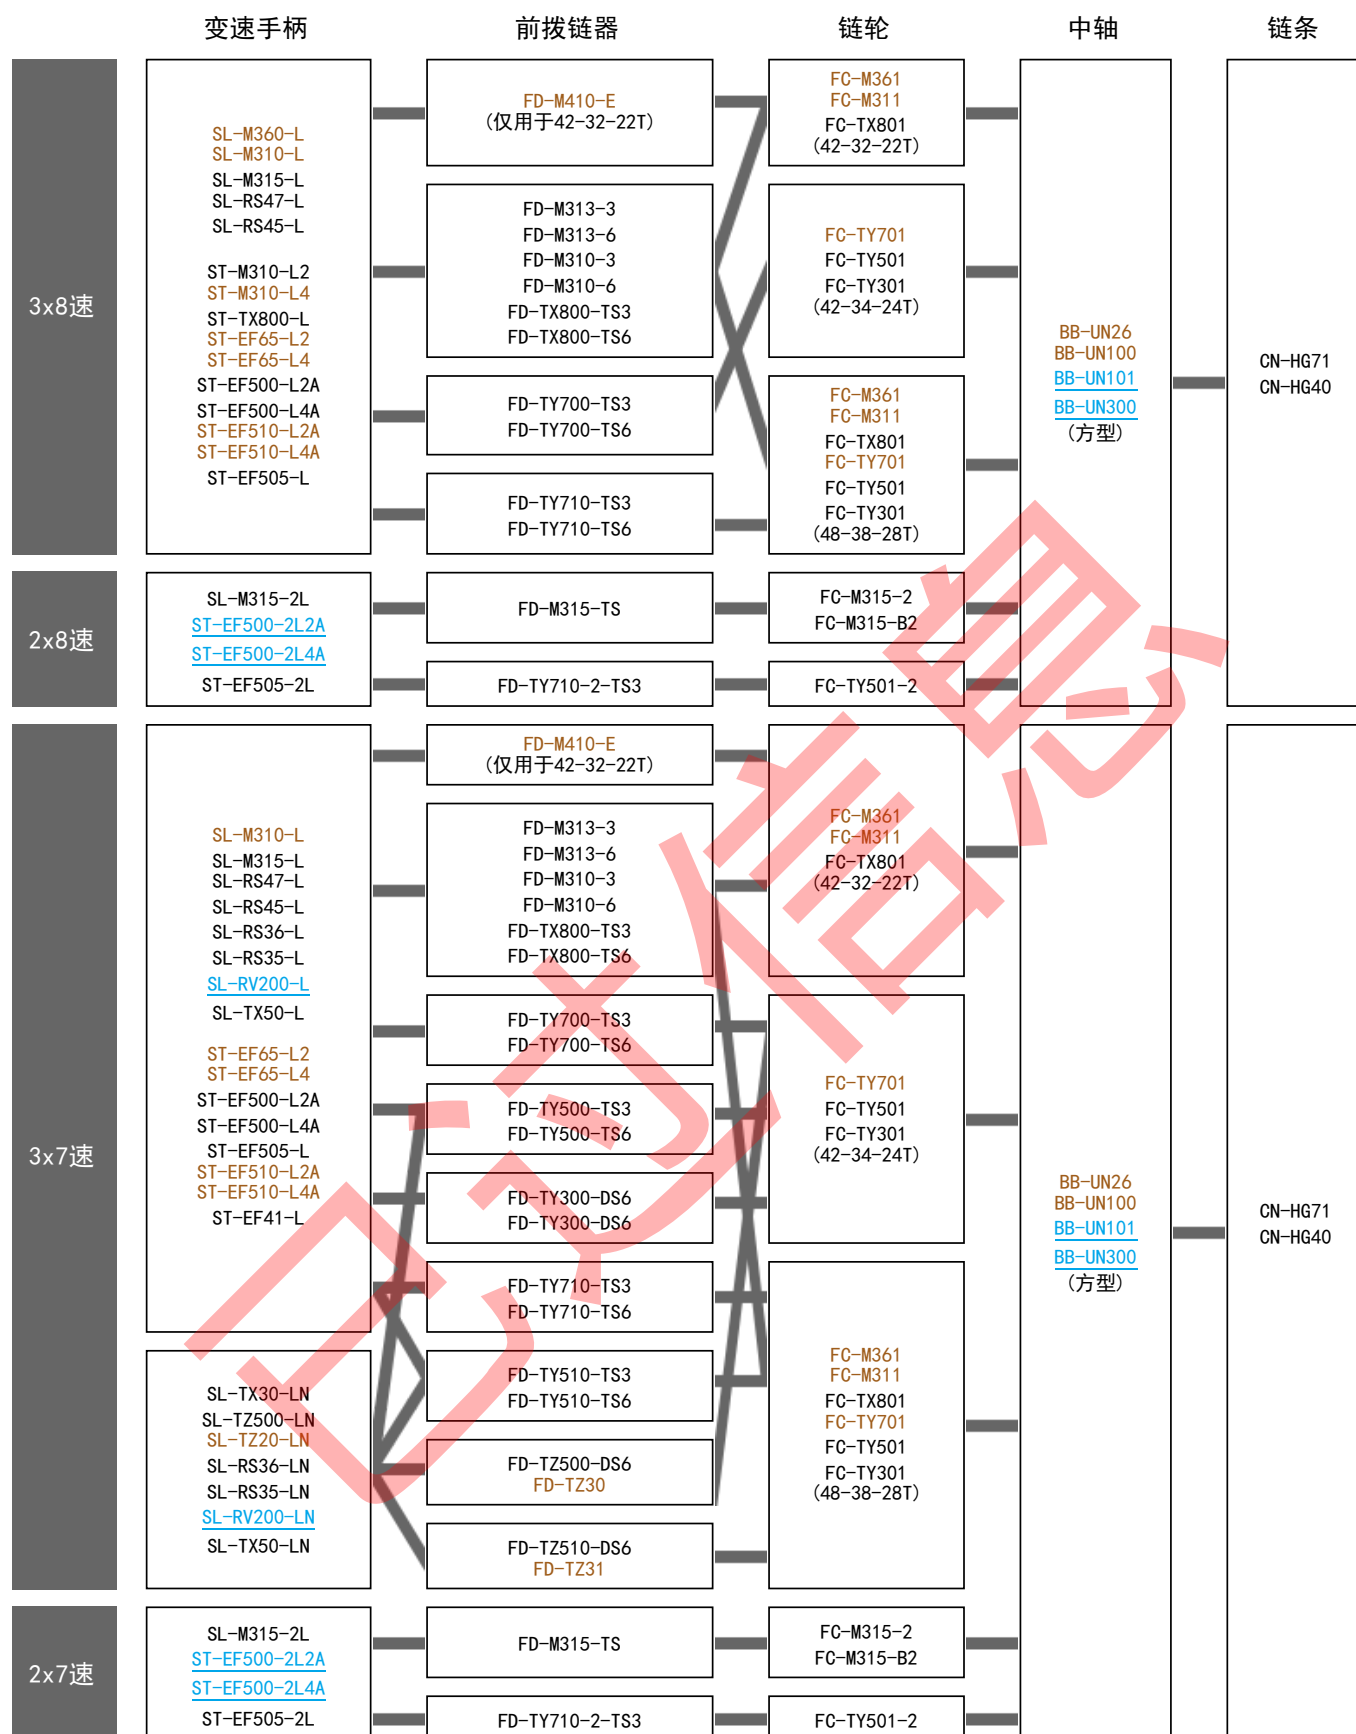 变速手柄
前拨链器
链轮
中轴
链条
3x8速
SL-M360-L
SL-M310-L
SL-M315-L
SL-RS47-L
SL-RS45-L
ST-M310-L2
ST-M310-L4
ST-TX800-L
ST-EF65-L2
ST-EF65-L4
ST-EF500-L2A
ST-EF500-L4A
ST-EF510-L2A
ST-EF510-L4A
ST-EF505-L
FD-M410-E
(仅用于42-32-22T)
FD-M313-3
FD-M313-6
FD-M310-3
FD-M310-6
FD-TX800-TS3
FD-TX800-TS6
FD-TY700-TS3
FD-TY700-TS6
FD-TY710-TS3
FD-TY710-TS6
FC-M361
FC-M311
FC-TX801
(42-32-22T)
FC-TY701
FC-TY501
FC-TY301
(42-34-24T)
FC-M361
FC-M311
FC-TX801
FC-TY701
FC-TY501
FC-TY301
(48-38-28T)
BB-UN26
BB-UN100
BB-UN101
BB-UN300
(方型)
CN-HG71
CN-HG40
2x8速
SL-M315-2L
ST-EF500-2L2A
ST-EF500-2L4A
ST-EF505-2L
FD-M315-TS
FD-TY710-2-TS3
FC-M315-2
FC-M315-B2
FC-TY501-2
3x7速
SL-M310-L
SL-M315-L
SL-RS47-L
SL-RS45-L
SL-RS36-L
SL-RS35-L
SL-RV200-L
SL-TX50-L
ST-EF65-L2
ST-EF65-L4
ST-EF500-L2A
ST-EF500-L4A
ST-EF505-L
ST-EF510-L2A
ST-EF510-L4A
ST-EF41-L
SL-TX30-LN
SL-TZ500-LN
SL-TZ20-LN
SL-RS36-LN
SL-RS35-LN
SL-RV200-LN
SL-TX50-LN
FD-M410-E
(仅用于42-32-22T)
FD-M313-3
FD-M313-6
FD-M310-3
FD-M310-6
FD-TX800-TS3
FD-TX800-TS6
FD-TY700-TS3
FD-TY700-TS6
FD-TY500-TS3
FD-TY500-TS6
FD-TY300-DS6
FD-TY300-DS6
FD-TY710-TS3
FD-TY710-TS6
FD-TY510-TS3
FD-TY510-TS6
FD-TZ500-DS6
FD-TZ30
FD-TZ510-DS6
FD-TZ31
FC-M361
FC-M311
FC-TX801
(42-32-22T)
FC-TY701
FC-TY501
FC-TY301
(42-34-24T)
FC-M361
FC-M311
FC-TX801
FC-TY701
FC-TY501
FC-TY301
(48-38-28T)
BB-UN26
BB-UN100
BB-UN101
BB-UN300
(方型)
CN-HG71
CN-HG40
2x7速
SL-M315-2L
ST-EF500-2L2A
ST-EF500-2L4A
ST-EF505-2L
FD-M315-TS
FD-TY710-2-TS3
FC-M315-2
FC-M315-B2
FC-TY501-2
已过信息